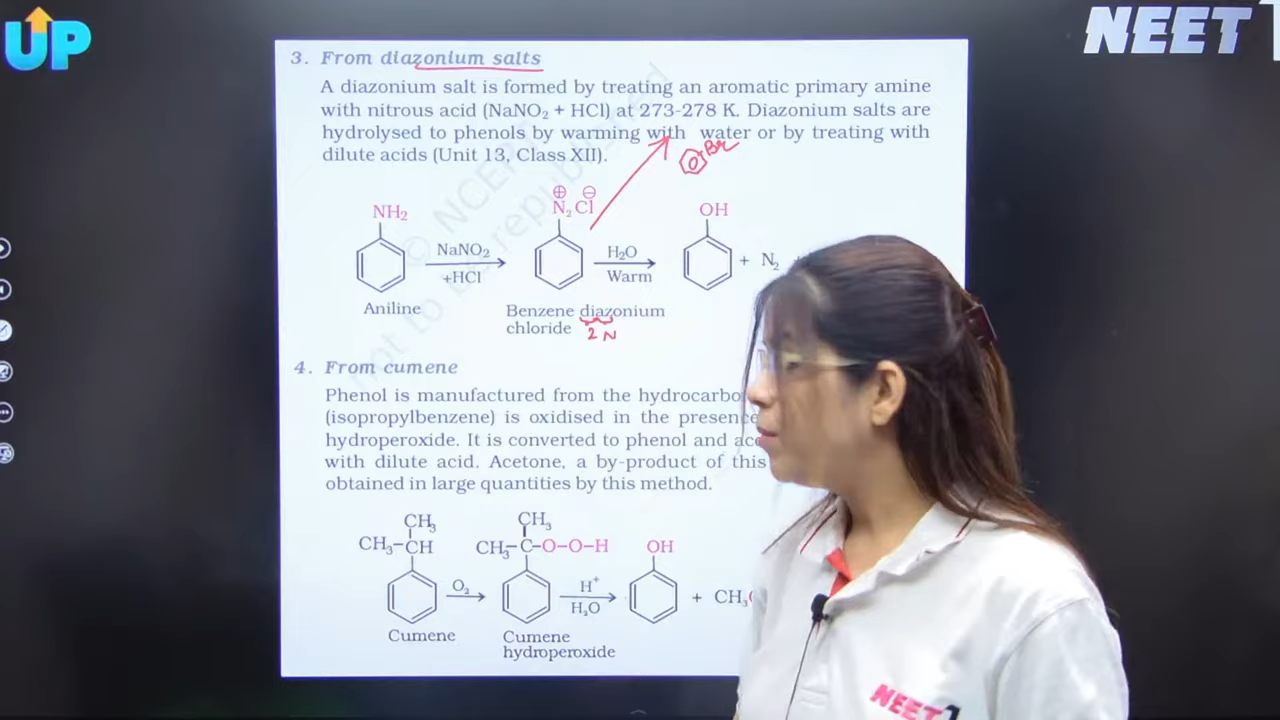 UP
NEET
3. From diazonium salts
A diazonium salt is formed by treating an aromatic primary amine
with nitrous acid (NaNO₂ + HCl) at 273-278 K. Diazonium salts are
hydrolysed to phenols by warming with water or by treating with
dilute acids (Unit 13, Class XII).
Br
NH₂
N₂ Cl
⊕ ⊖
OH
NaNO₂
+HCl
H₂O
Warm
+ N₂
Aniline
Benzene diazonium
chloride
2 N
4. From cumene
Phenol is manufactured from the
(isopropylbenzene) is oxidised in the
hydroperoxide. It is converted to phenol and
with dilute acid. Acetone, a by-product of this
obtained in large quantities by this method.
CH₃
CH₃-CH
O₂
Cumene
CH₃
CH₃-C-O-O-H
H⁺
H₂O
Cumene
hydroperoxide
OH
+ CH₃
NEET